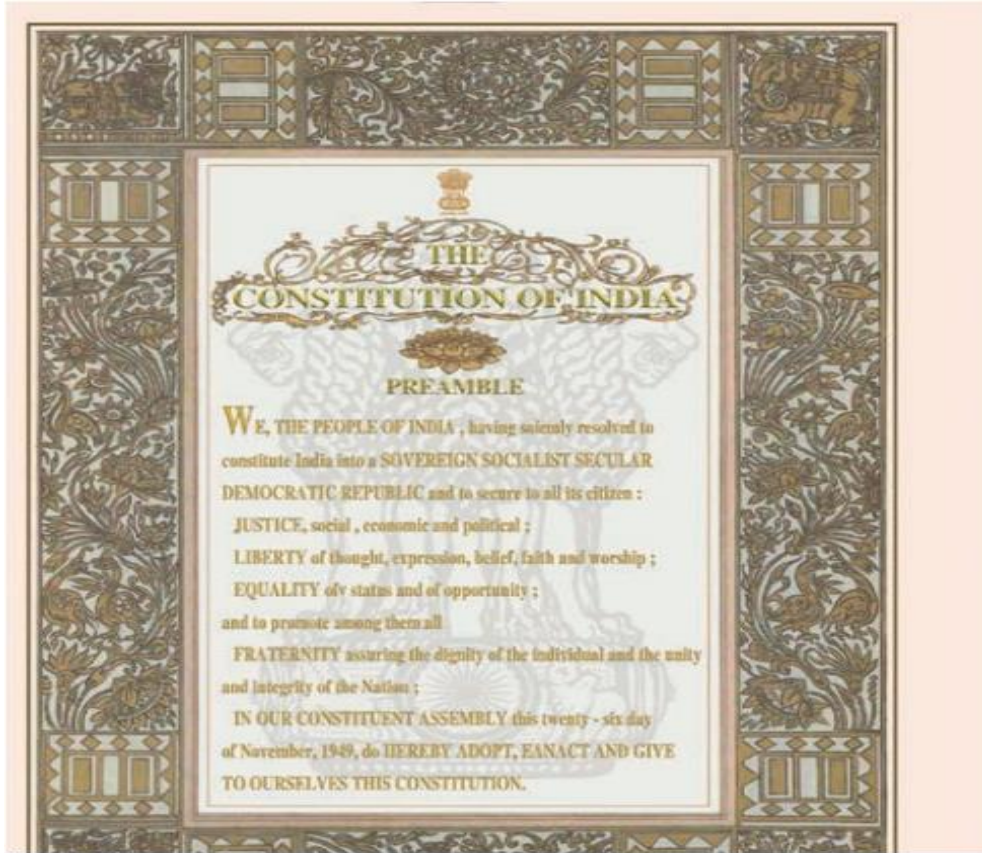 THE
CONSTITUTION OF INDIA
PREAMBLE
WE, THE PEOPLE OF INDIA , having solemly resolved to
constitute India into a SOVEREIGN SOCIALIST SECULAR
DEMOCRATIC REPUBLIC and to secure to all its citizen :
JUSTICE, social , economic and political ;
LIBERTY of thought, expression, belief, faith and worship ;
EQUALITY ofv status and of opportunity ;
and to promote among them all
FRATERNITY assuring the dignity of the individual and the unity
and integrity of the Nation ;
IN OUR CONSTITUENT ASSEMBLY this twenty - six day
of November, 1949, do HEREBY ADOPT, EANACT AND GIVE
TO OURSELVES THIS CONSTITUTION.